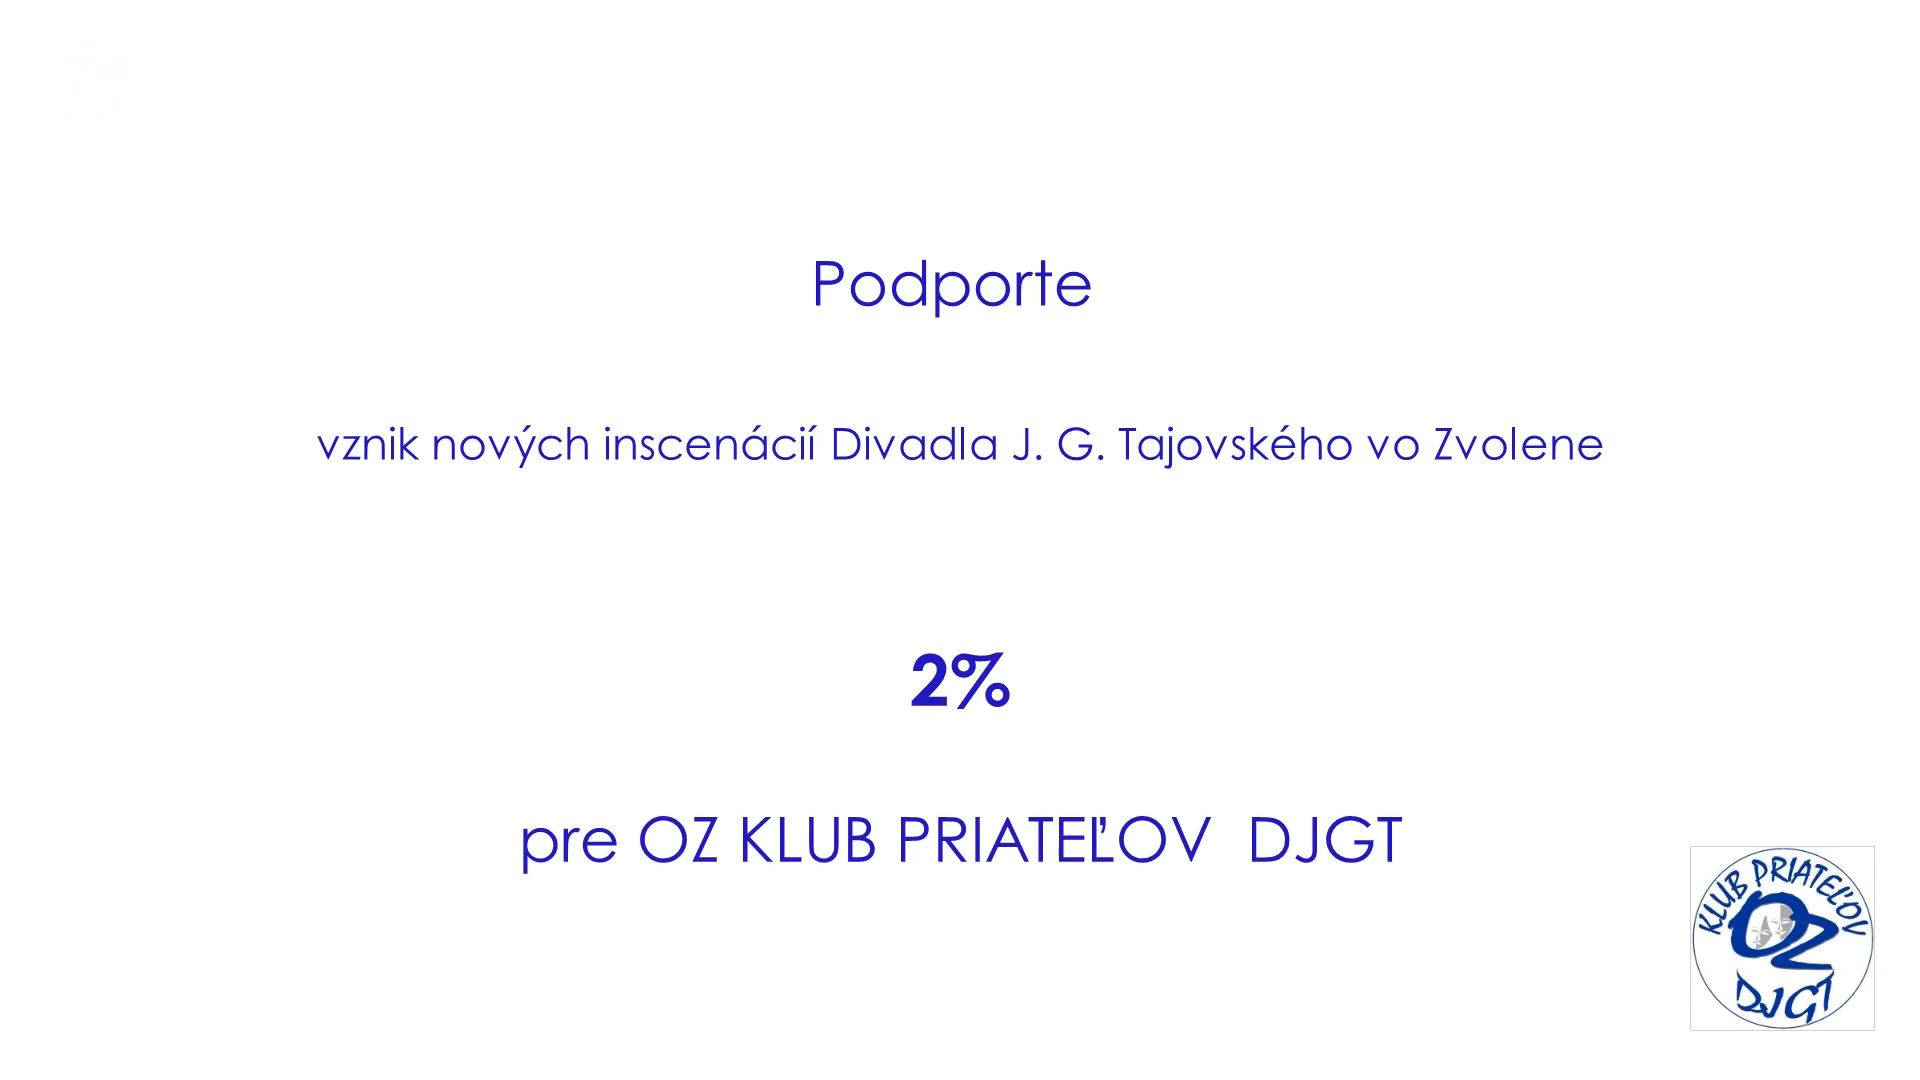 Podporte
vznik nových inscenácií Divadla J. G. Tajovského vo Zvolene
2%
pre OZ KLUB PRIATEĽOV DJGT
KLUB PRIATEĽOV
OZ
DJGT